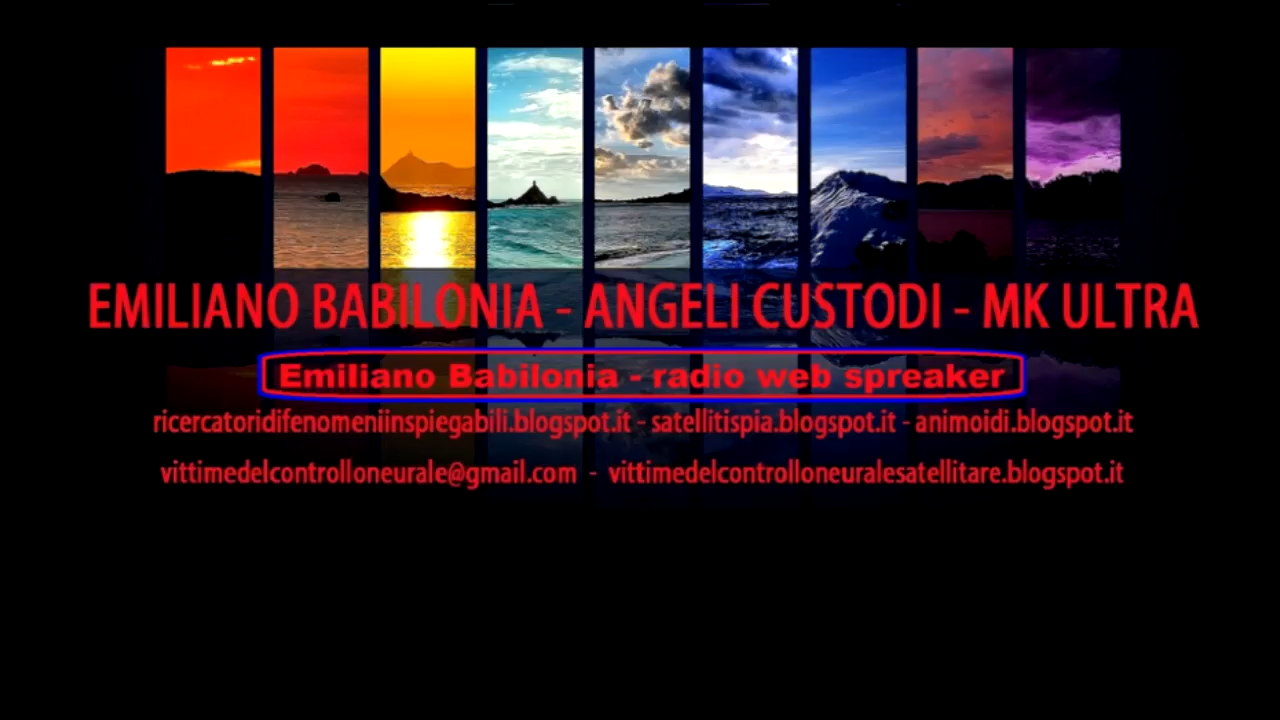 EMILIANO BABILONIA - ANGELI CUSTODI - MK ULTRA
Emiliano Babilonia - radio web spreaker
ricercatoridifenomeniinspiegabili.blogspot.it - satellitispia.blogspot.it - animoidi.blogspot.it
vittimedelcontrolloneurale@gmail.com - vittimedelcontrolloneuralesatellitare.blogspot.it